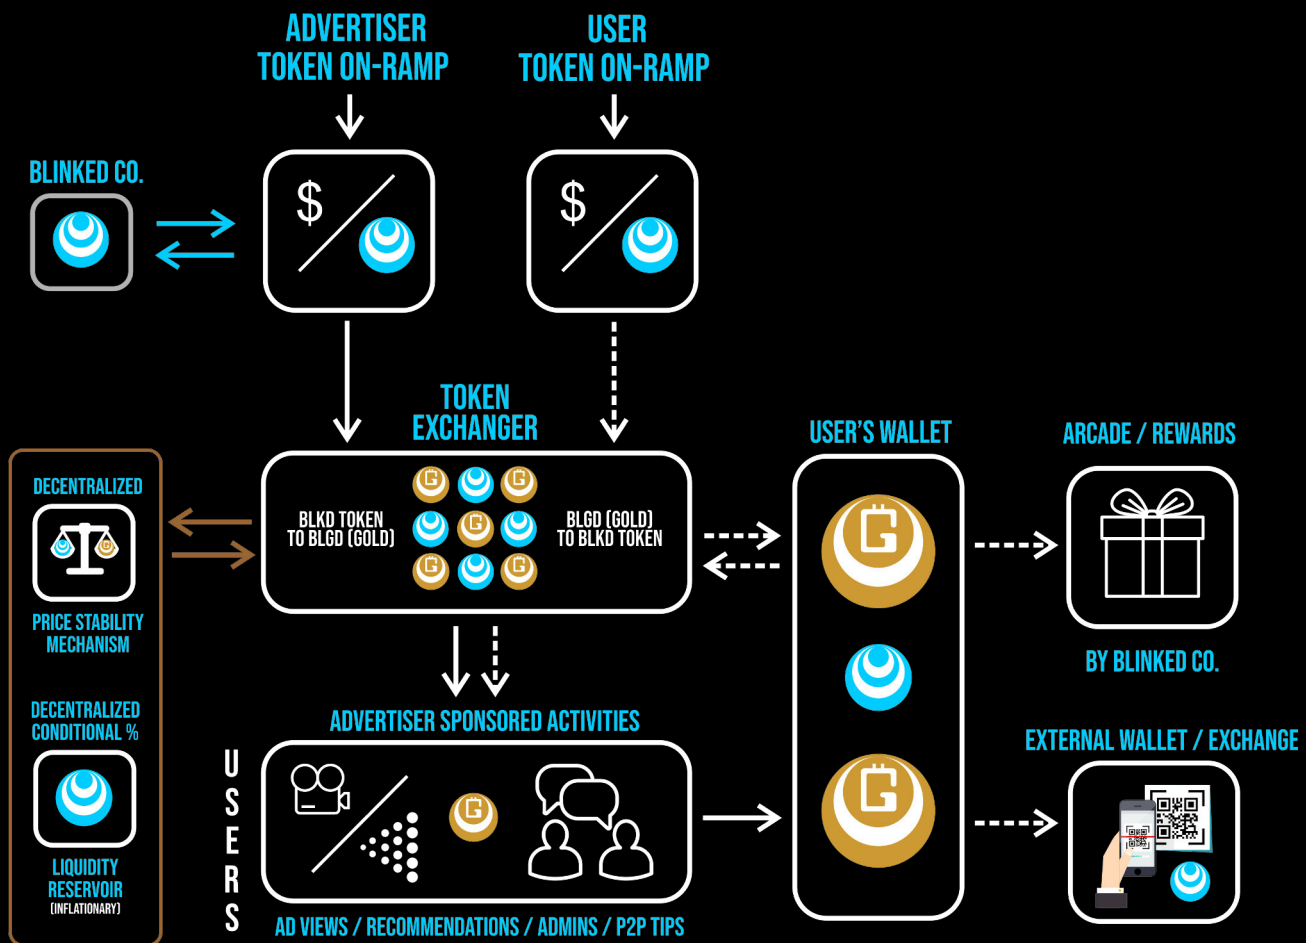 ADVERTISER
TOKEN ON-RAMP
USER
TOKEN ON-RAMP
BLINKED CO.
$
$
TOKEN
EXCHANGER
BLKD TOKEN
TO BLGD (GOLD)
G G
G
G G
BLGD (GOLD)
TO BLKD TOKEN
USER'S WALLET
G
G
ARCADE / REWARDS
BY BLINKED CO.
DECENTRALIZED
G
PRICE STABILITY
MECHANISM
DECENTRALIZED
CONDITIONAL %
LIQUIDITY
RESERVOIR
(INFLATIONARY)
USERS
ADVERTISER SPONSORED ACTIVITIES
G
AD VIEWS / RECOMMENDATIONS / ADMINS / P2P TIPS
EXTERNAL WALLET / EXCHANGE